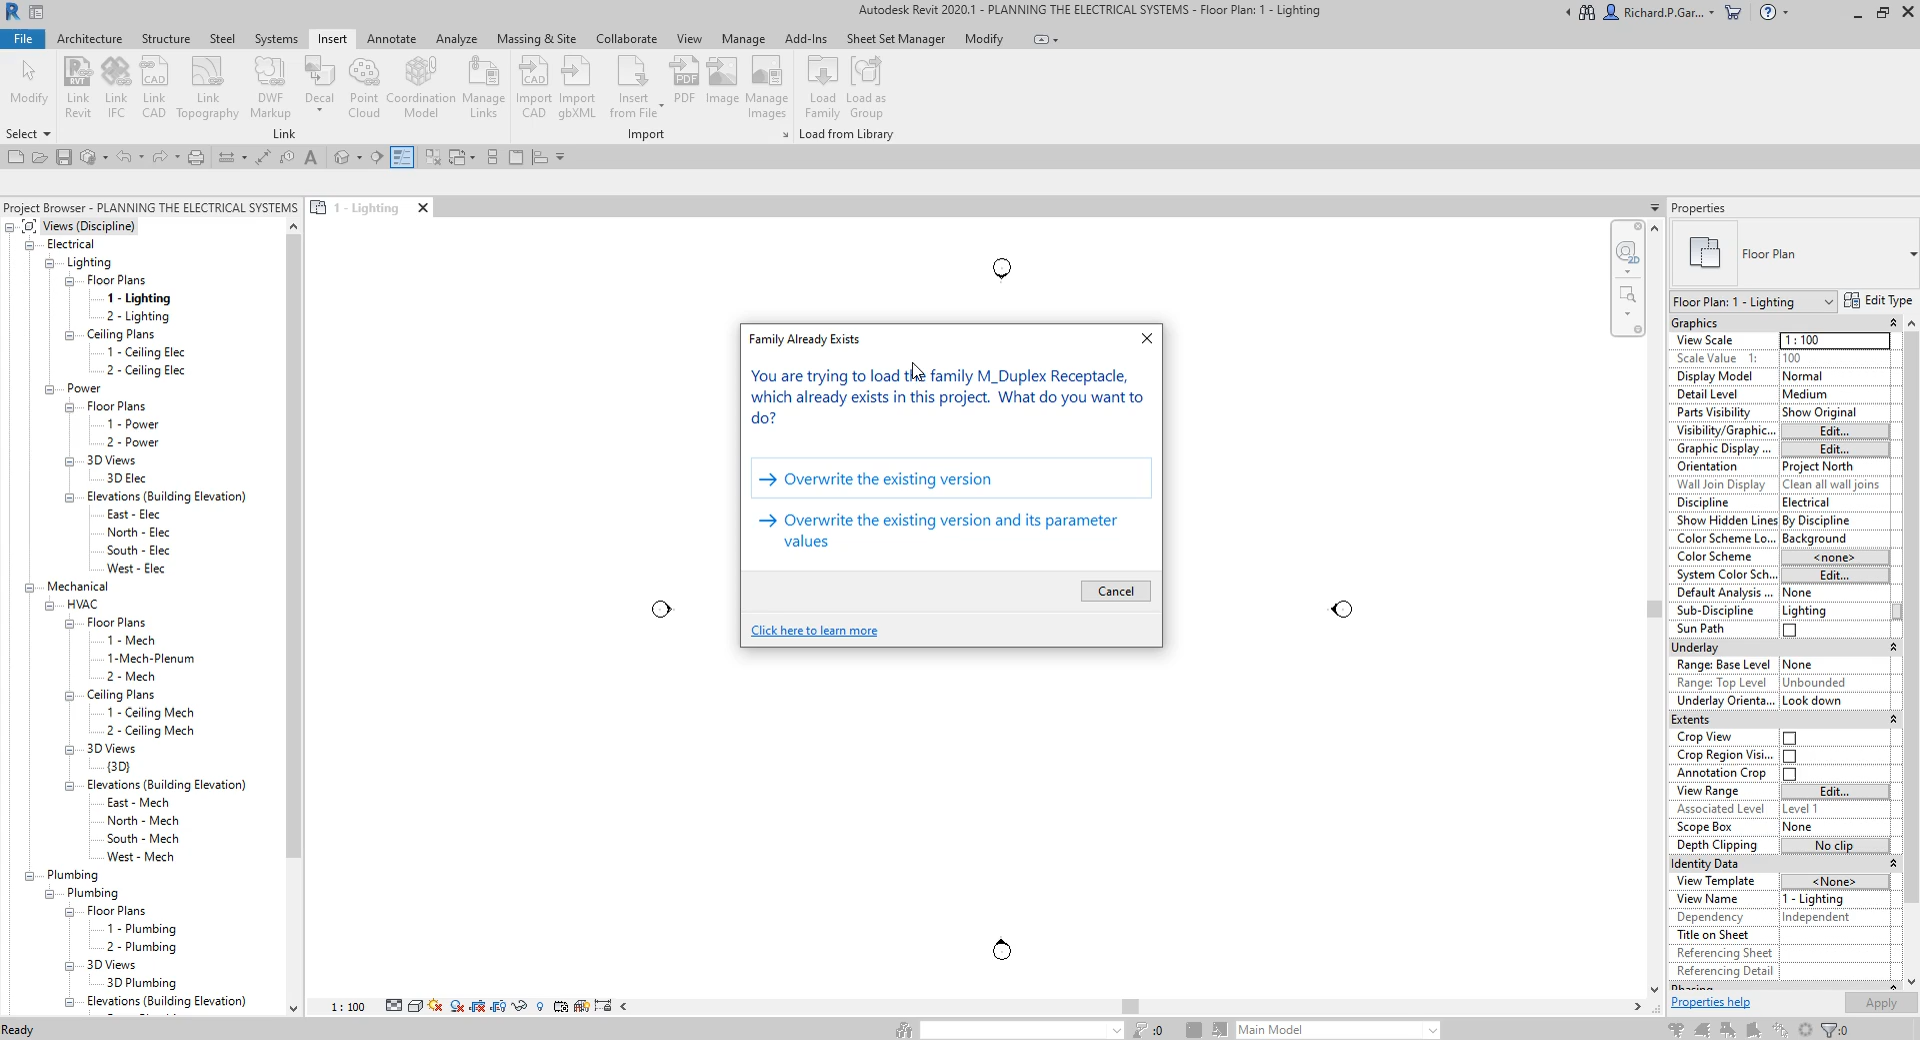 Autodesk Revit 2020.1 - PLANNING THE ELECTRICAL SYSTEMS - Floor Plan: 1 - Lighting
Richard.P.Gar...
File Architecture Structure Steel Systems Insert Annotate Analyze Massing & Site Collaborate View Manage Add-Ins Sheet Set Manager Modify
Modify
Link Revit
Link IFC
Link CAD
Link Topography
DWF Markup
Decal
Point Cloud
Coordination Model
Manage Links
Import CAD
Import gbXML
Insert from File
PDF
Image
Manage Images
Load Family
Load as Group
Select
Link
Import
Load from Library
Project Browser - PLANNING THE ELECTRICAL SYSTEMS
Views (Discipline)
Electrical
Lighting
Floor Plans
1 - Lighting
2 - Lighting
Ceiling Plans
1 - Ceiling Elec
2 - Ceiling Elec
Power
Floor Plans
1 - Power
2 - Power
3D Views
3D Elec
Elevations (Building Elevation)
East - Elec
North - Elec
South - Elec
West - Elec
Mechanical
HVAC
Floor Plans
1 - Mech
1-Mech-Plenum
2 - Mech
Ceiling Plans
1 - Ceiling Mech
2 - Ceiling Mech
3D Views
{3D}
Elevations (Building Elevation)
East - Mech
North - Mech
South - Mech
West - Mech
Plumbing
Plumbing
Floor Plans
1 - Plumbing
2 - Plumbing
3D Views
3D Plumbing
Elevations (Building Elevation)
1 - Lighting
Family Already Exists
You are trying to load the family M_Duplex Receptacle,
which already exists in this project. What do you want to
do?
Overwrite the existing version
Overwrite the existing version and its parameter
values
Cancel
Click here to learn more
2D
Properties
Floor Plan
Floor Plan: 1 - Lighting Edit Type
Graphics
View Scale 1 : 100
Scale Value 1: 100
Display Model Normal
Detail Level Medium
Parts Visibility Show Original
Visibility/Graphic... Edit...
Graphic Display ... Edit...
Orientation Project North
Wall Join Display Clean all wall joins
Discipline Electrical
Show Hidden Lines By Discipline
Color Scheme Lo... Background
Color Scheme <none>
System Color Sch... Edit...
Default Analysis ... None
Sub-Discipline Lighting
Sun Path
Underlay
Range: Base Level None
Range: Top Level Unbounded
Underlay Orienta... Look down
Extents
Crop View
Crop Region Visi...
Annotation Crop
View Range Edit...
Associated Level Level 1
Scope Box None
Depth Clipping No clip
Identity Data
View Template <None>
View Name 1 - Lighting
Dependency Independent
Title on Sheet
Referencing Sheet
Referencing Detail
Phasing
Properties help Apply
1 : 100
Ready
:0
Main Model
:0